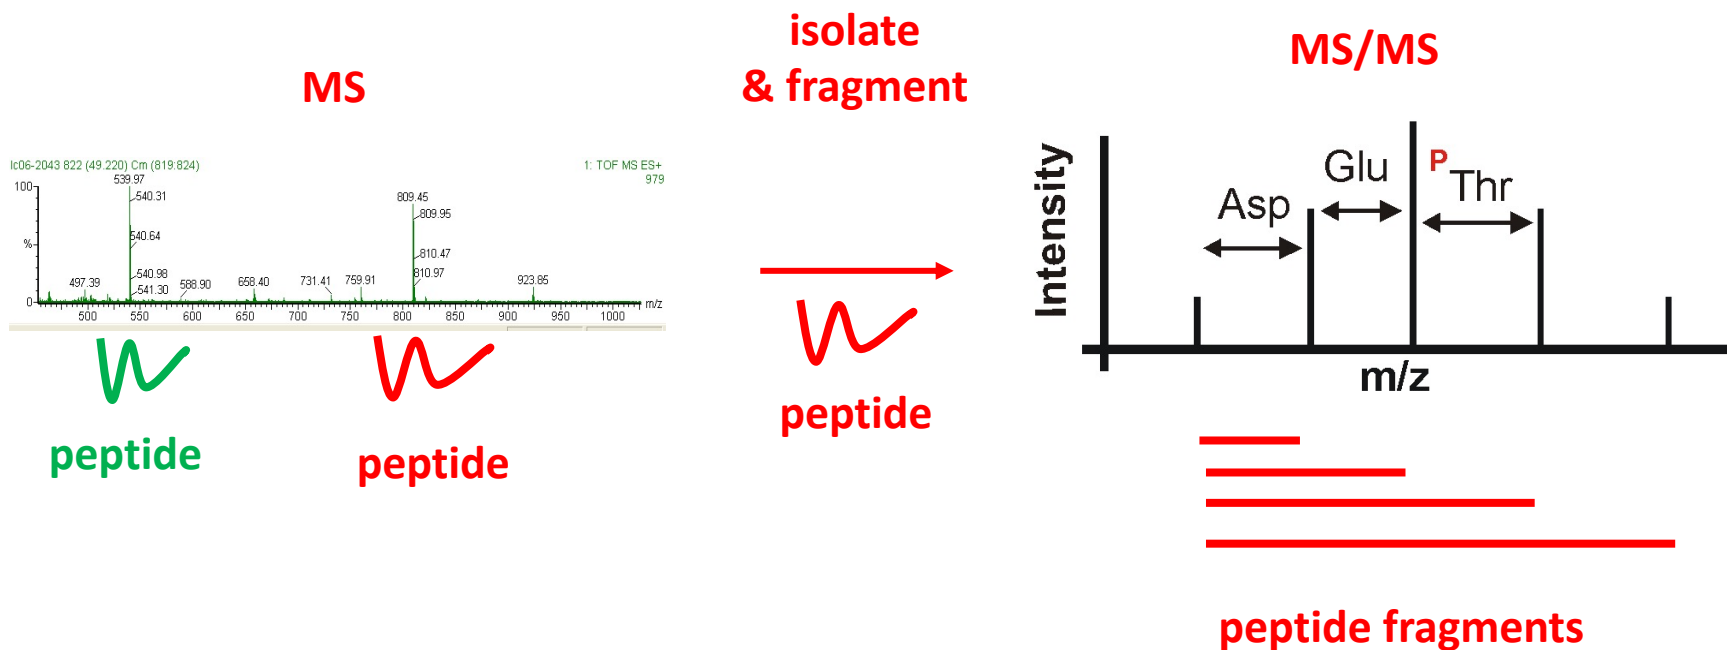 MS
isolate
& fragment
MS/MS
lc06-2043 822 (49.220) Cm (819:824)
1: TOF MS ES+
979
100
%
0
539.97
540.31
540.64
540.98
541.30
497.39
588.90
658.40
731.41
759.91
809.45
809.95
810.47
810.97
923.85
m/z
500 550 600 650 700 750 800 850 900 950 1000
peptide
peptide
peptide
Intensity
Asp
Glu
P
Thr
m/z
peptide fragments